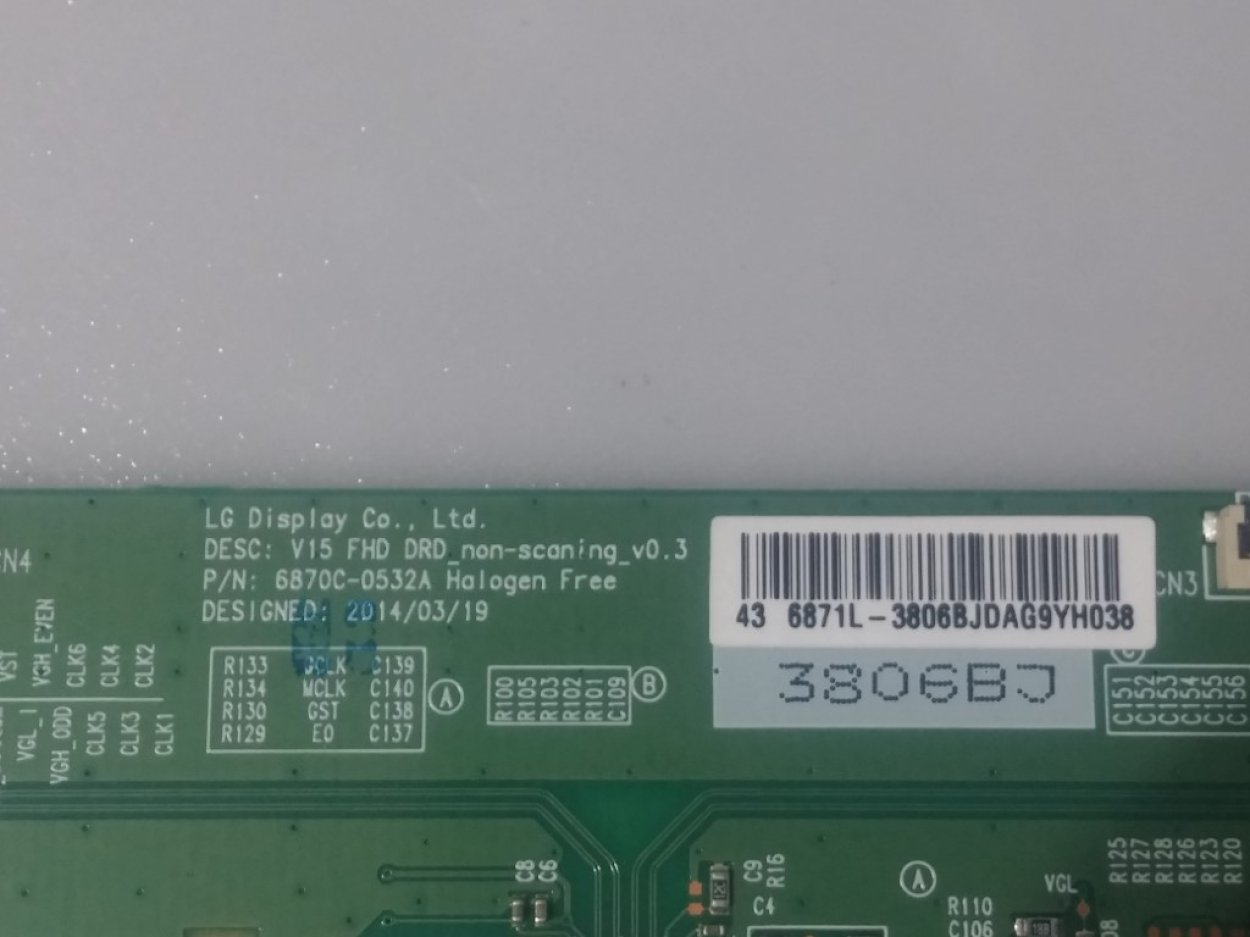 LG Display Co., Ltd.
DESC: V15 FHD DRD_non-scaning_v0.3
P/N: 6870C-0532A Halogen Free
DESIGNED: 2014/03/19
43 6871L-3806BJDAG9YH038
3806BJ
CN3
VST
VGH_EVEN
CLK6
CLK4
CLK2
VGL_I
VGH_ODD
CLK5
CLK3
CLK1
R133 GCLK C139
R134 MCLK C140
R130 GST C138
R129 EO C137
A
R100
R105
R103
R102
R101
C109
B
C151
C152
C153
C154
C155
C156
C8
C6
C9
R16
C4
A
R110
C106
VGL
R125
R127
R128
R126
R123
R120